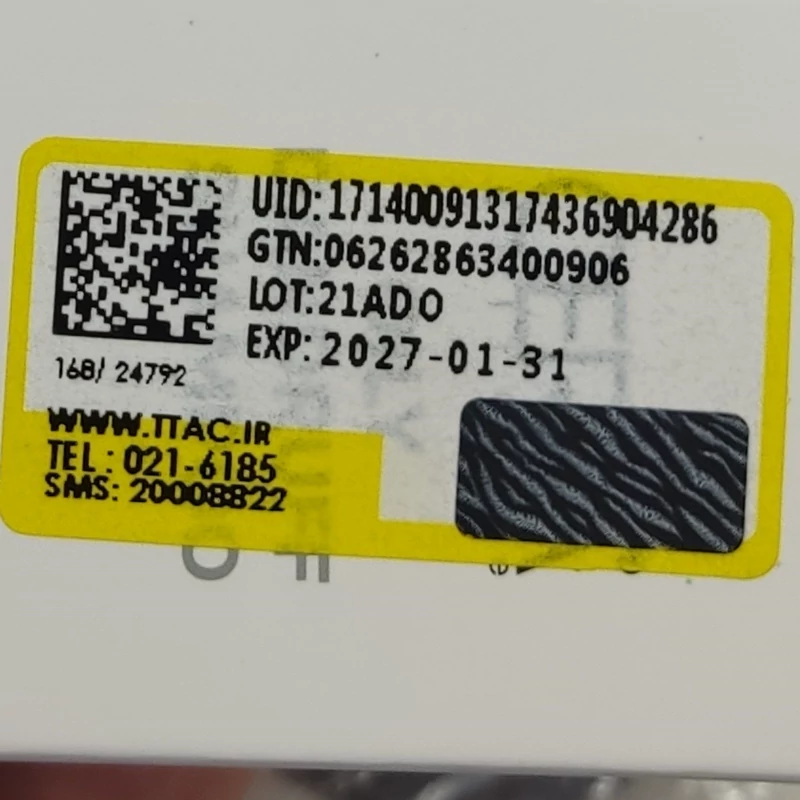 UID:17140091317436904286
GTN:06262863400906
LOT:21ADO
EXP:2027-01-31
168/ 24792
WWW.TTAC.IR
TEL : 021-6185
SMS: 20008822